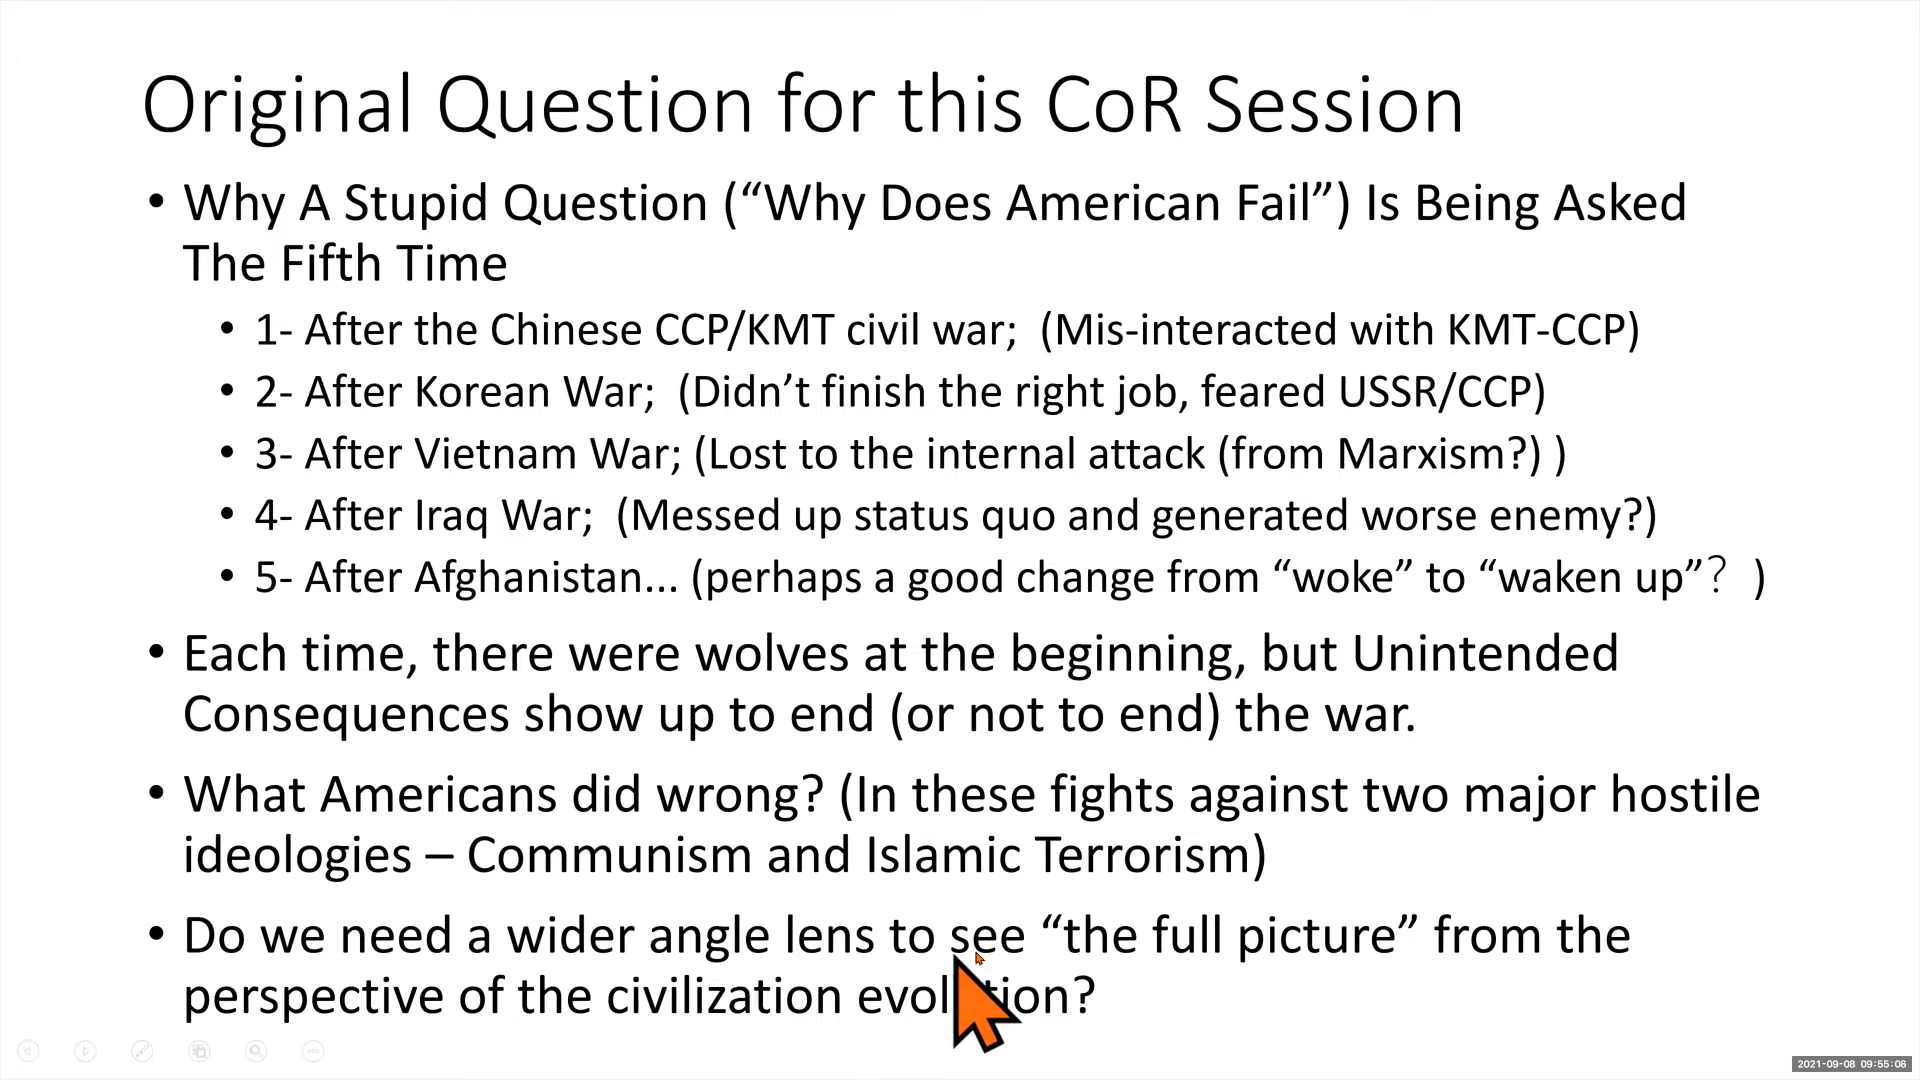 Original Question for this CoR Session
• Why A Stupid Question (“Why Does American Fail”) Is Being Asked
The Fifth Time
• 1- After the Chinese CCP/KMT civil war;  (Mis-interacted with KMT-CCP)
• 2- After Korean War;  (Didn’t finish the right job, feared USSR/CCP)
• 3- After Vietnam War; (Lost to the internal attack (from Marxism?) )
• 4- After Iraq War;  (Messed up status quo and generated worse enemy?)
• 5- After Afghanistan... (perhaps a good change from “woke” to “waken up”？ )
• Each time, there were wolves at the beginning, but Unintended
Consequences show up to end (or not to end) the war.
• What Americans did wrong? (In these fights against two major hostile
ideologies – Communism and Islamic Terrorism)
• Do we need a wider angle lens to see “the full picture” from the
perspective of the civilization evolution?
2021-09-08 09:55:06